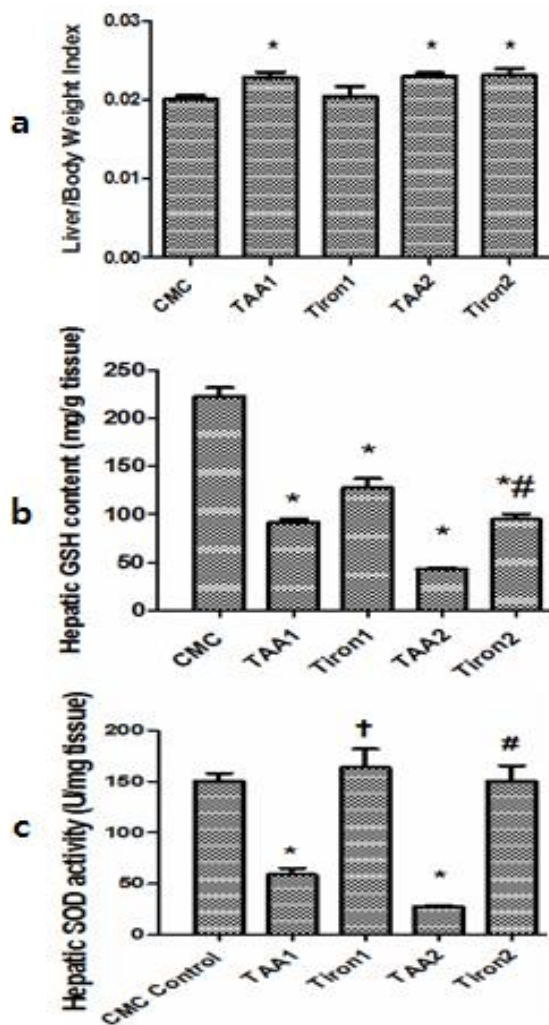 a
Liver/Body Weight Index
0.03
0.02
0.01
0.00
* * *
CMC TAA1 Tiron1 TAA2 Tiron2
b
Hepatic GSH content (mg/g tissue)
250
200
150
100
50
0
* * * *#
CMC TAA1 Tiron1 TAA2 Tiron2
c
Hepatic SOD activity (U/mg tissue)
200
150
100
50
0
* † * #
CMC Control TAA1 Tiron1 TAA2 Tiron2